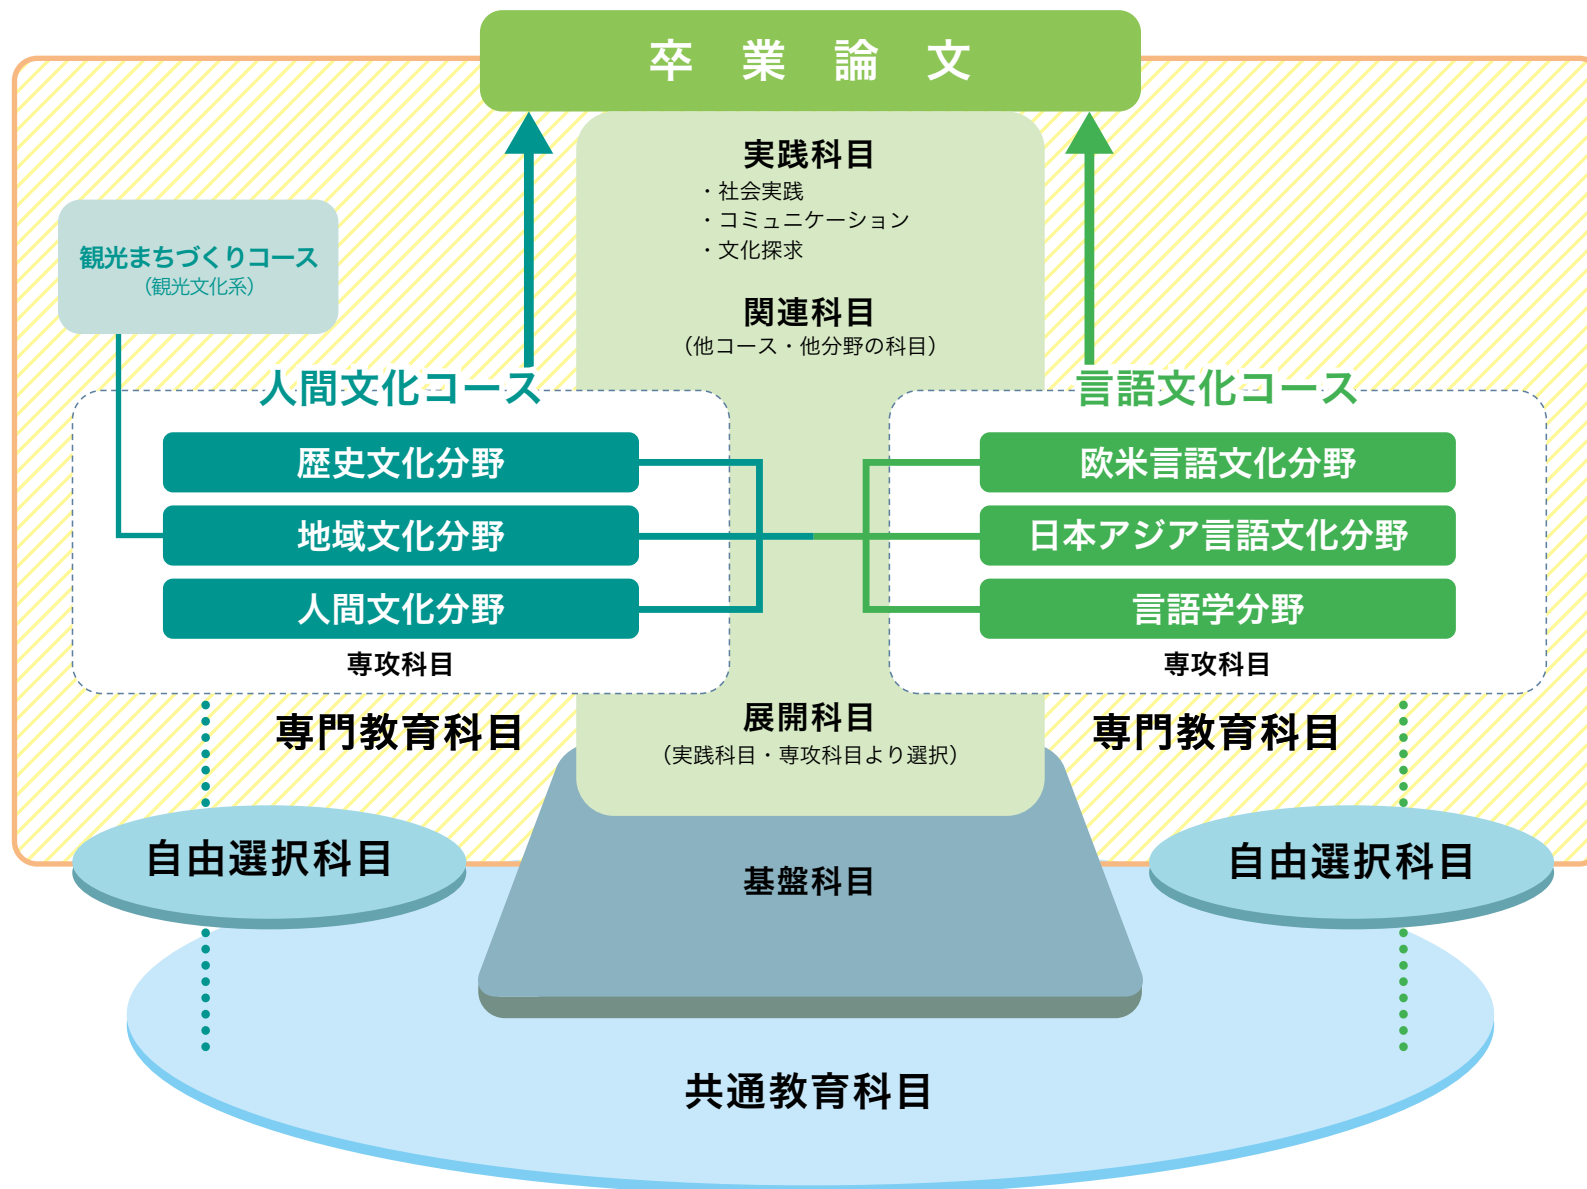 卒業論文
実践科目
・社会実践
・コミュニケーション
・文化探求
関連科目
（他コース・他分野の科目）
観光まちづくりコース
（観光文化系）
人間文化コース
歴史文化分野
地域文化分野
人間文化分野
専攻科目
専門教育科目
言語文化コース
欧米言語文化分野
日本アジア言語文化分野
言語学分野
専攻科目
専門教育科目
展開科目
（実践科目・専攻科目より選択）
自由選択科目
基盤科目
自由選択科目
共通教育科目